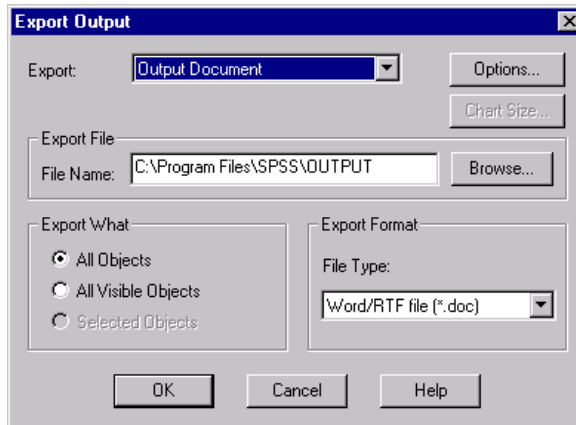 Export Output
Export: Output Document Options...
Chart Size...
Export File
File Name: C:\Program Files\SPSS\OUTPUT Browse...
Export What
All Objects
All Visible Objects
Selected Objects
Export Format
File Type:
Word/RTF file (*.doc)
OK Cancel Help